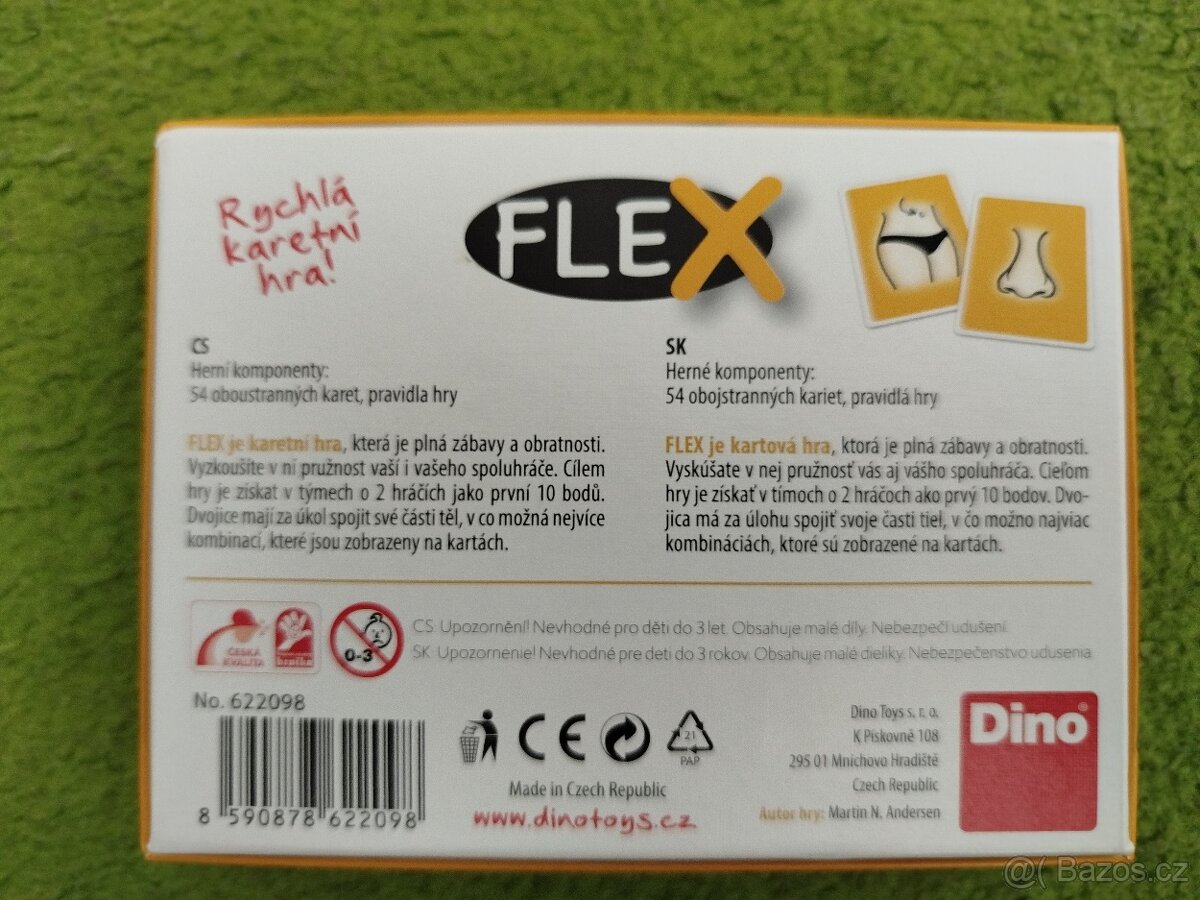 Rychlá
karetní
hra!
FLEX
CS
Herní komponenty:
54 oboustranných karet, pravidla hry
FLEX je karetní hra, která je plná zábavy a obratnosti.
Vyzkoušíte v ní pružnost vaší i vašeho spoluhráče. Cílem
hry je získat v týmech o 2 hráčích jako první 10 bodů.
Dvojice mají za úkol spojit své části těl, v co možná nejvíce
kombinací, které jsou zobrazeny na kartách.
SK
Herné komponenty:
54 obojstranných kariet, pravidlá hry
FLEX je kartová hra, ktorá je plná zábavy a obratnosti.
Vyskúšate v nej pružnosť vás aj vášho spoluhráča. Cieľom
hry je získať v tímoch o 2 hráčoch ako prvý 10 bodov. Dvo-
jica má za úlohu spojiť svoje časti tiel, v čo možno najviac
kombináciách, ktoré sú zobrazené na kartách.
ČESKÁ
KVALITA
hračka
0-3
CS: Upozornění! Nevhodné pro děti do 3 let. Obsahuje malé díly. Nebezpečí udušení.
SK: Upozornenie! Nevhodné pre deti do 3 rokov. Obsahuje malé dieliky. Nebezpečenstvo udusenia.
No. 622098
8 590878 622098
CE
21
PAP
Made in Czech Republic
www.dinotoys.cz
Dino Toys s. r. o.
K Pískovně 108
295 01 Mnichovo Hradiště
Czech Republic
Autor hry: Martin N. Andersen
Dino®
@( Bazos.cz